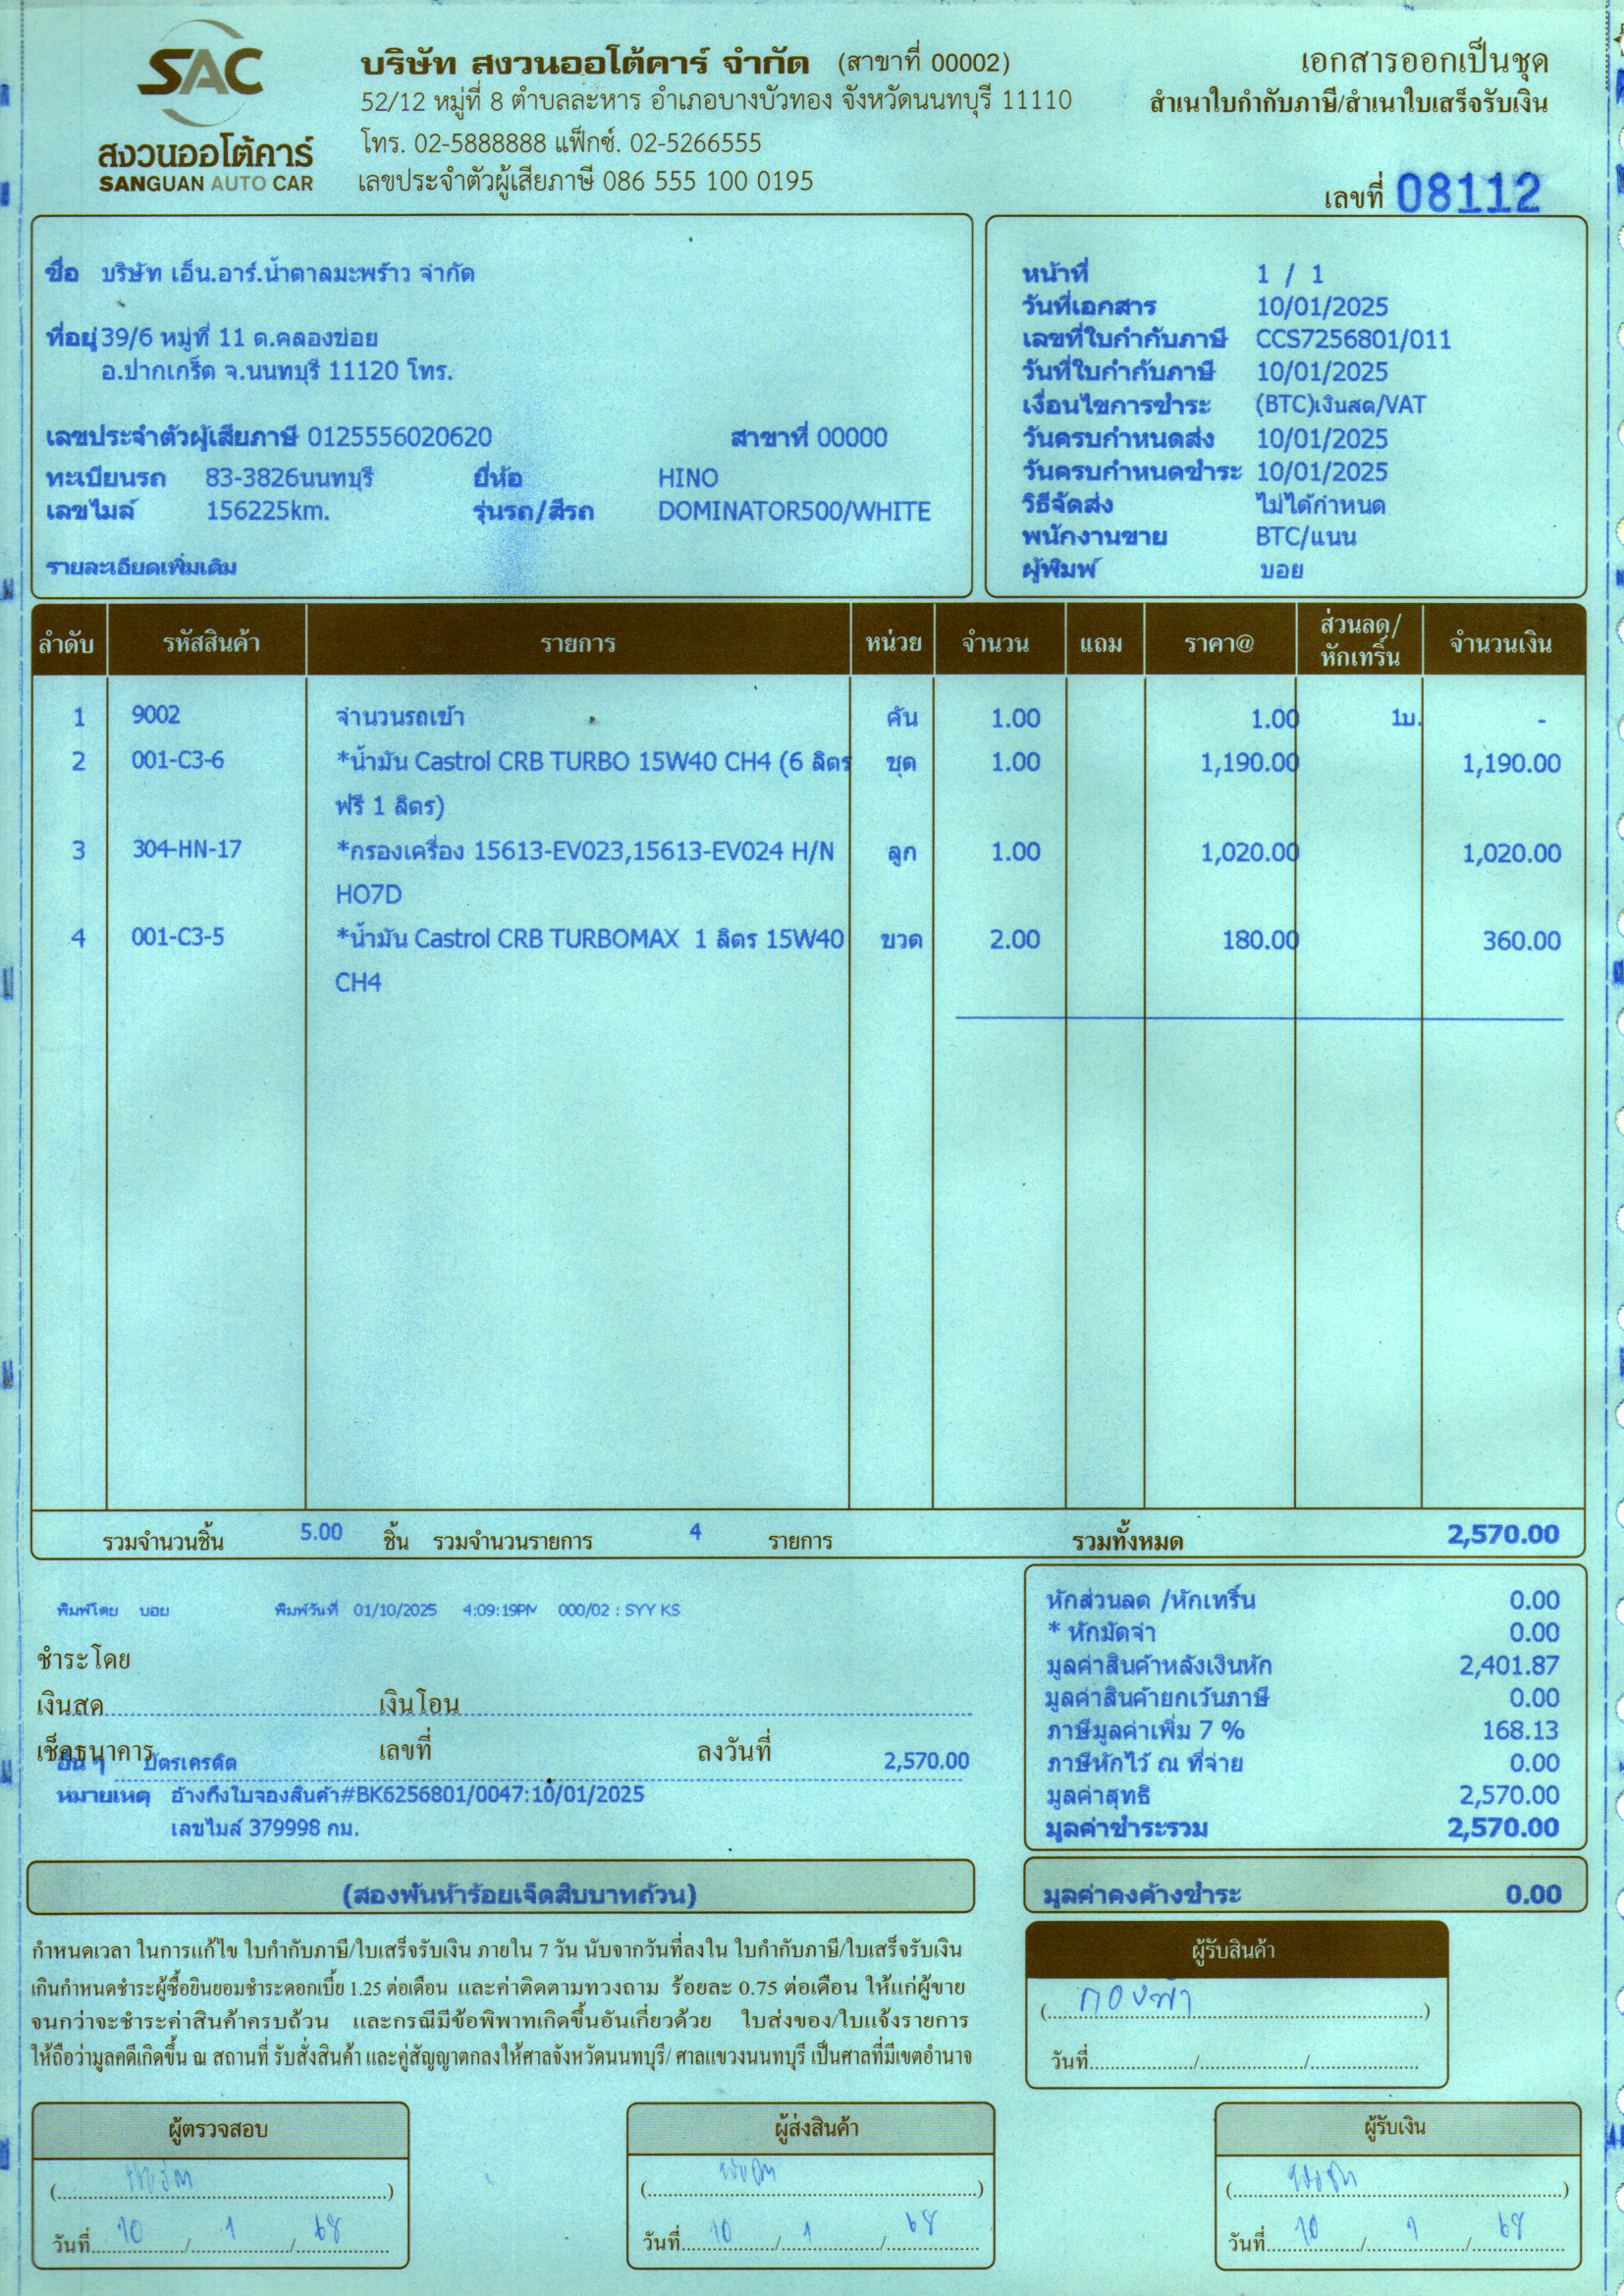 SAC
สงวนออโต้คาร์
SANGUAN AUTO CAR
บริษัท สงวนออโต้คาร์ จำกัด (สาขาที่ 00002)
52/12 หมู่ที่ 8 ตำบลละหาร อำเภอบางบัวทอง จังหวัดนนทบุรี 11110
โทร. 02-5888888 แฟ็กซ์. 02-5266555
เลขประจำตัวผู้เสียภาษี 086 555 100 0195
เอกสารออกเป็นชุด
สำเนาใบกำกับภาษี/สำเนาใบเสร็จรับเงิน
เลขที่ 08112
ชื่อ บริษัท เอ็น.อาร์.น้ำตาลมะพร้าว จำกัด
ที่อยู่ 39/6 หมู่ที่ 11 ต.คลองข่อย
อ.ปากเกร็ด จ.นนทบุรี 11120 โทร.
เลขประจำตัวผู้เสียภาษี 0125556020620 สาขาที่ 00000
ทะเบียนรถ 83-3826นนทบุรี ยี่ห้อ HINO
เลขไมล์ 156225km. รุ่นรถ/สีรถ DOMINATOR500/WHITE
รายละเอียดเพิ่มเติม
หน้าที่ 1 / 1
วันที่เอกสาร 10/01/2025
เลขที่ใบกำกับภาษี CCS7256801/011
วันที่ใบกำกับภาษี 10/01/2025
เงื่อนไขการชำระ (BTC)เงินสด/VAT
วันครบกำหนดส่ง 10/01/2025
วันครบกำหนดชำระ 10/01/2025
วิธีจัดส่ง ไม่ได้กำหนด
พนักงานขาย BTC/แนน
ผู้พิมพ์ บอย
ลำดับ รหัสสินค้า รายการ หน่วย จำนวน แถม ราคา@ ส่วนลด/หักเทริ์น จำนวนเงิน
1 9002 จำนวนรถเข้า คัน 1.00 1.00 1บ. -
2 001-C3-6 *น้ำมัน Castrol CRB TURBO 15W40 CH4 (6 ลิตร ชุด 1.00 1,190.00 1,190.00
ฟรี 1 ลิตร)
3 304-HN-17 *กรองเครื่อง 15613-EV023,15613-EV024 H/N ลูก 1.00 1,020.00 1,020.00
HO7D
4 001-C3-5 *น้ำมัน Castrol CRB TURBOMAX 1 ลิตร 15W40 ขวด 2.00 180.00 360.00
CH4
รวมจำนวนชิ้น 5.00 ชิ้น รวมจำนวนรายการ 4 รายการ รวมทั้งหมด 2,570.00
พิมพ์โดย บอย พิมพ์วันที่ 01/10/2025 4:09:19PM 000/02 : SYY KS
ชำระโดย
เงินสด เงินโอน
เช็คธนาคาร เลขที่ ลงวันที่
อื่น ๆ บัตรเครดิต 2,570.00
หมายเหตุ อ้างถึงใบจองสินค้า#BK6256801/0047:10/01/2025
เลขไมล์ 379998 กม.
หักส่วนลด /หักเทริ์น 0.00
* หักมัดจำ 0.00
มูลค่าสินค้าหลังเงินหัก 2,401.87
มูลค่าสินค้ายกเว้นภาษี 0.00
ภาษีมูลค่าเพิ่ม 7 % 168.13
ภาษีหักไว้ ณ ที่จ่าย 0.00
มูลค่าสุทธิ 2,570.00
มูลค่าชำระรวม 2,570.00
(สองพันห้าร้อยเจ็ดสิบบาทถ้วน)
มูลค่าคงค้างชำระ 0.00
กำหนดเวลา ในการแก้ไข ใบกำกับภาษี/ใบเสร็จรับเงิน ภายใน 7 วัน นับจากวันที่ลงใน ใบกำกับภาษี/ใบเสร็จรับเงิน
เกินกำหนดชำระผู้ซื้อยินยอมชำระดอกเบี้ย 1.25 ต่อเดือน และค่าติดตามทวงถาม ร้อยละ 0.75 ต่อเดือน ให้แก่ผู้ขาย
จนกว่าจะชำระค่าสินค้าครบถ้วน และกรณีมีข้อพิพาทเกิดขึ้นอันเกี่ยวด้วย ใบส่งของ/ใบแจ้งรายการ
ให้ถือว่ามูลคดีเกิดขึ้น ณ สถานที่ รับสั่งสินค้า และคู่สัญญาตกลงให้ศาลจังหวัดนนทบุรี/ ศาลแขวงนนทบุรี เป็นศาลที่มีเขตอำนาจ
ผู้รับสินค้า
วันที่
ผู้ตรวจสอบ
วันที่ 10 / 1 / 68
ผู้ส่งสินค้า
วันที่ 10 / 1 / 68
ผู้รับเงิน
วันที่ 10 / 1 / 68